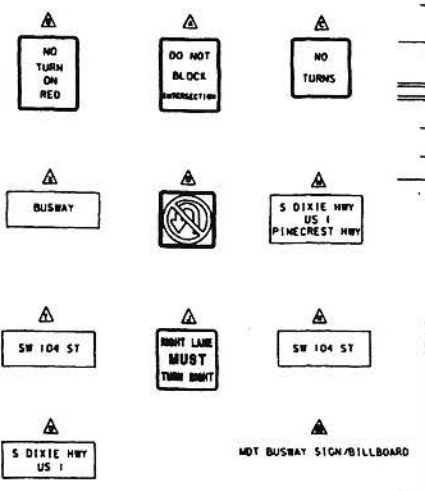 NO
TURN
ON
RED
DO NOT
BLOCK
INTERSECTION
NO
TURNS
BUSWAY
S DIXIE HWY
US 1
PINECREST HWY
SW 104 ST
RIGHT LANE
MUST
TURN RIGHT
SW 104 ST
S DIXIE HWY
US 1
MDT BUSWAY SIGN/BILLBOARD